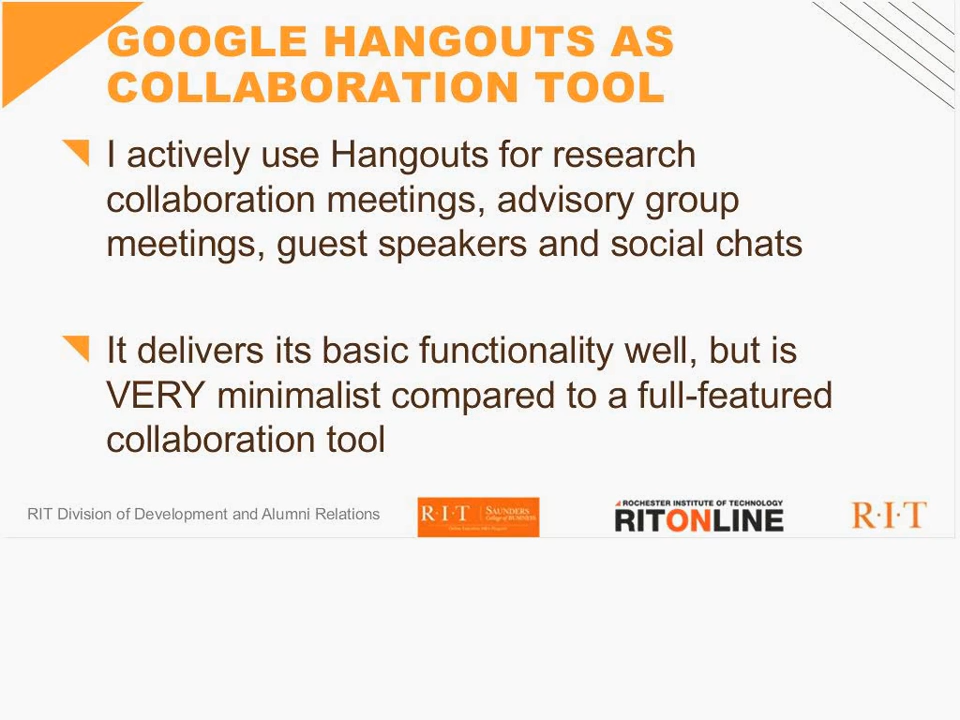 GOOGLE HANGOUTS AS
COLLABORATION TOOL
I actively use Hangouts for research
collaboration meetings, advisory group
meetings, guest speakers and social chats
It delivers its basic functionality well, but is
VERY minimalist compared to a full-featured
collaboration tool
RIT Division of Development and Alumni Relations
R·I·T SAUNDERS
College of BUSINESS
ROCHESTER INSTITUTE OF TECHNOLOGY
RITONLINE
R·I·T